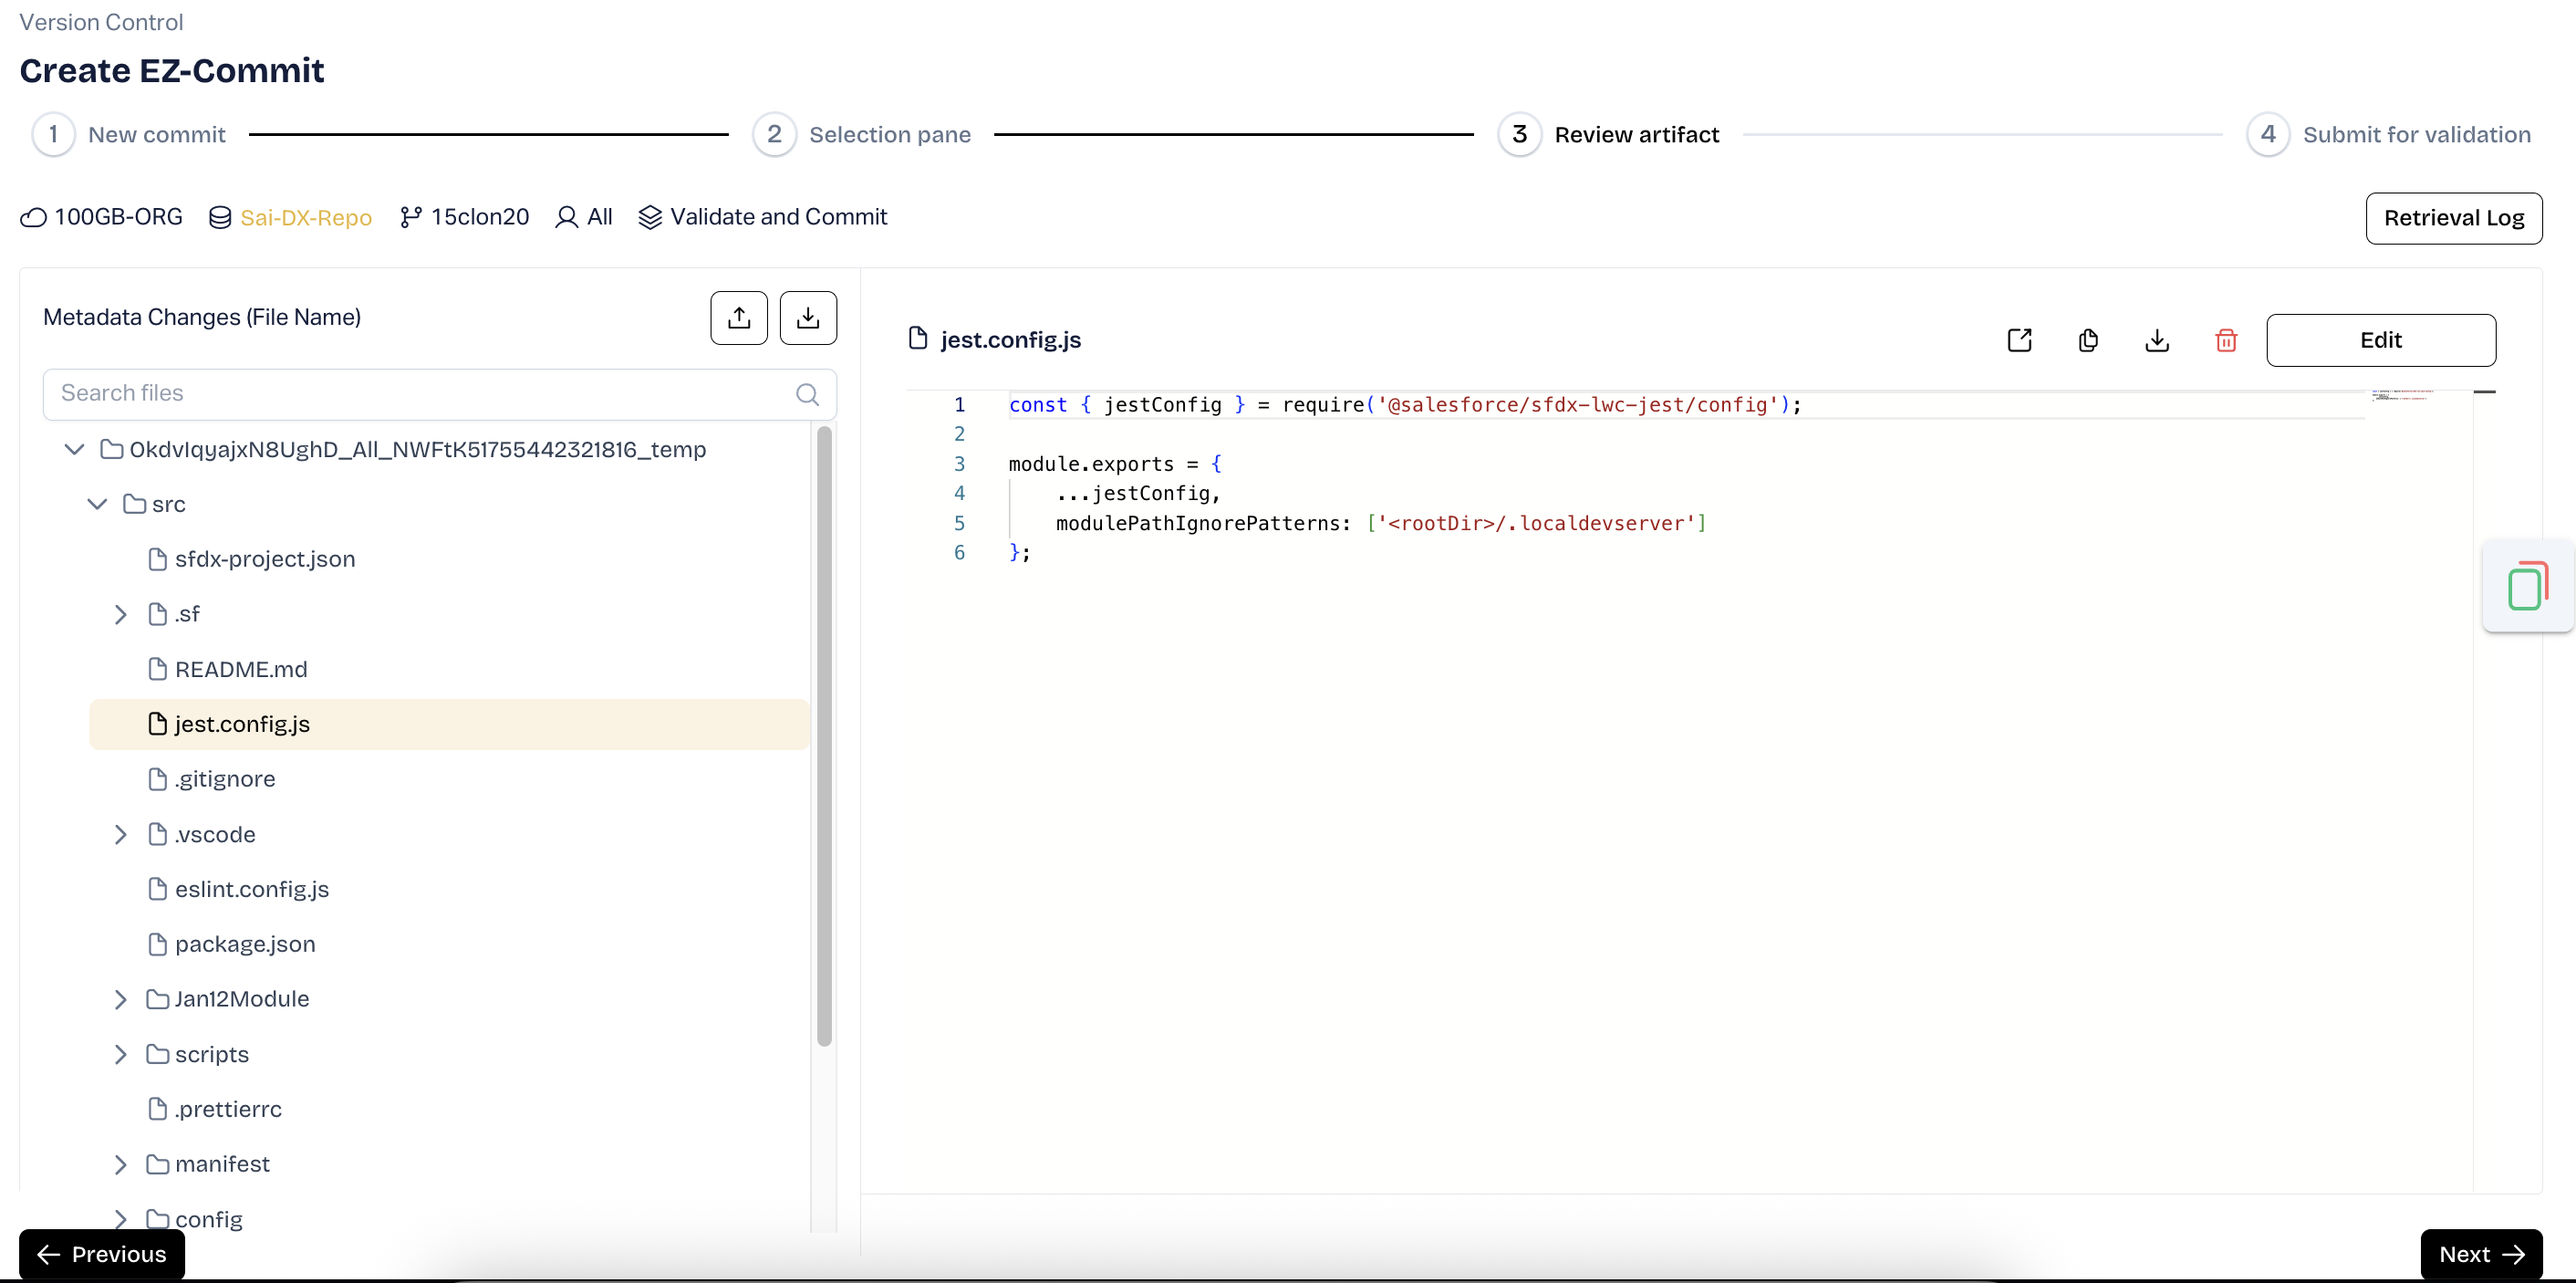 Version Control
Create EZ-Commit
1 New commit 2 Selection pane 3 Review artifact 4 Submit for validation
100GB-ORG Sai-DX-Repo 15clon20 All Validate and Commit Retrieval Log
Metadata Changes (File Name)
Search files
OkdvIqyajxN8UghD_All_NWFtK51755442321816_temp
src
sfdx-project.json
.sf
README.md
jest.config.js
.gitignore
.vscode
eslint.config.js
package.json
Jan12Module
scripts
.prettierrc
manifest
config
Previous
jest.config.js Edit
1 const { jestConfig } = require('@salesforce/sfdx-lwc-jest/config');
2
3 module.exports = {
4 ...jestConfig,
5 modulePathIgnorePatterns: ['<rootDir>/.localdevserver']
6 };
Next